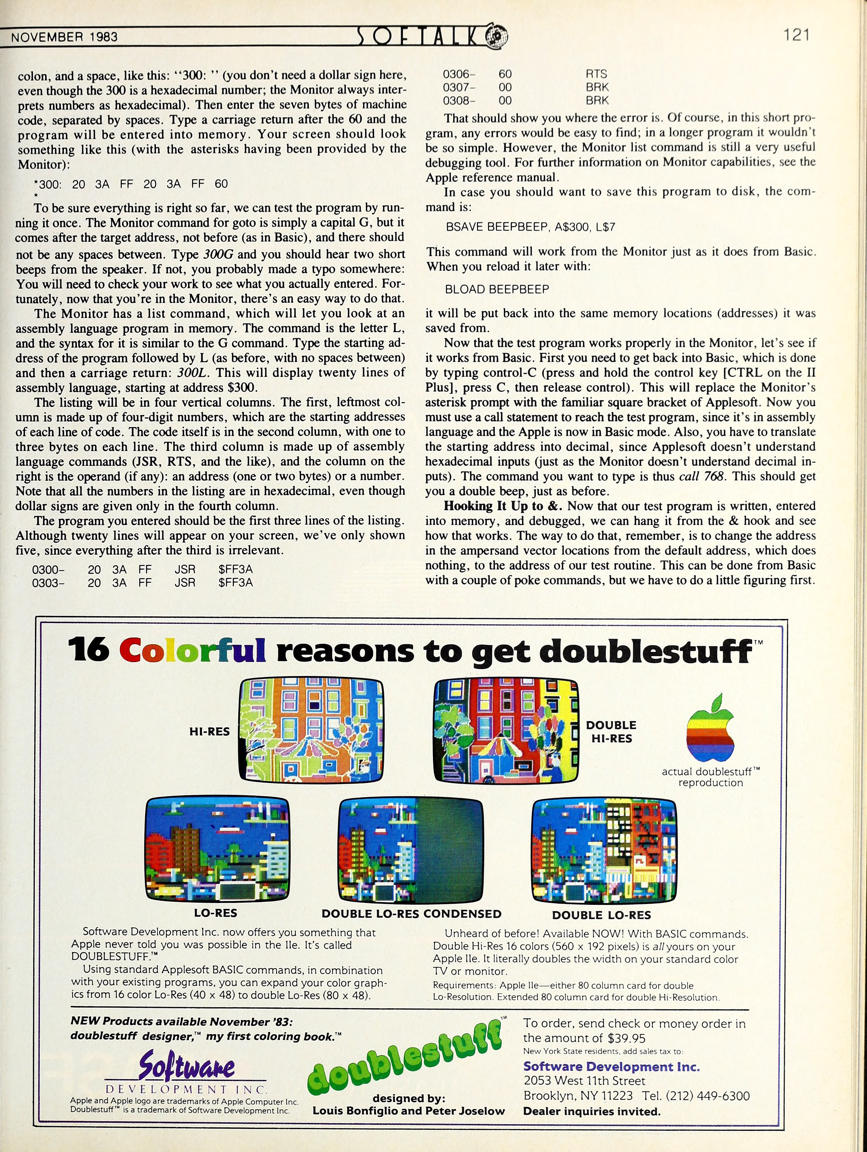 NOVEMBER 1983
SOFTALK
121
colon, and a space, like this: "300: " (you don't need a dollar sign here,
even though the 300 is a hexadecimal number; the Monitor always inter-
prets numbers as hexadecimal). Then enter the seven bytes of machine
code, separated by spaces. Type a carriage return after the 60 and the
program will be entered into memory. Your screen should look
something like this (with the asterisks having been provided by the
Monitor):
*300: 20 3A FF 20 3A FF 60
*
To be sure everything is right so far, we can test the program by run-
ning it once. The Monitor command for goto is simply a capital G, but it
comes after the target address, not before (as in Basic), and there should
not be any spaces between. Type 300G and you should hear two short
beeps from the speaker. If not, you probably made a typo somewhere:
You will need to check your work to see what you actually entered. For-
tunately, now that you're in the Monitor, there's an easy way to do that.
The Monitor has a list command, which will let you look at an
assembly language program in memory. The command is the letter L,
and the syntax for it is similar to the G command. Type the starting ad-
dress of the program followed by L (as before, with no spaces between)
and then a carriage return: 300L. This will display twenty lines of
assembly language, starting at address $300.
The listing will be in four vertical columns. The first, leftmost col-
umn is made up of four-digit numbers, which are the starting addresses
of each line of code. The code itself is in the second column, with one to
three bytes on each line. The third column is made up of assembly
language commands (JSR, RTS, and the like), and the column on the
right is the operand (if any): an address (one or two bytes) or a number.
Note that all the numbers in the listing are in hexadecimal, even though
dollar signs are given only in the fourth column.
The program you entered should be the first three lines of the listing.
Although twenty lines will appear on your screen, we've only shown
five, since everything after the third is irrelevant.
0300- 20 3A FF JSR $FF3A
0303- 20 3A FF JSR $FF3A
0306- 60 RTS
0307- 00 BRK
0308- 00 BRK
That should show you where the error is. Of course, in this short pro-
gram, any errors would be easy to find; in a longer program it wouldn't
be so simple. However, the Monitor list command is still a very useful
debugging tool. For further information on Monitor capabilities, see the
Apple reference manual.
In case you should want to save this program to disk, the com-
mand is:
BSAVE BEEPBEEP, A$300, L$7
This command will work from the Monitor just as it does from Basic.
When you reload it later with:
BLOAD BEEPBEEP
it will be put back into the same memory locations (addresses) it was
saved from.
Now that the test program works properly in the Monitor, let's see if
it works from Basic. First you need to get back into Basic, which is done
by typing control-C (press and hold the control key [CTRL on the II
Plus], press C, then release control). This will replace the Monitor's
asterisk prompt with the familiar square bracket of Applesoft. Now you
must use a call statement to reach the test program, since it's in assembly
language and the Apple is now in Basic mode. Also, you have to translate
the starting address into decimal, since Applesoft doesn't understand
hexadecimal inputs (just as the Monitor doesn't understand decimal in-
puts). The command you want to type is thus call 768. This should get
you a double beep, just as before.
Hooking It Up to &. Now that our test program is written, entered
into memory, and debugged, we can hang it from the & hook and see
how that works. The way to do that, remember, is to change the address
in the ampersand vector locations from the default address, which does
nothing, to the address of our test routine. This can be done from Basic
with a couple of poke commands, but we have to do a little figuring first.
16 Colorful reasons to get doublestuff™
HI-RES
DOUBLE
HI-RES
actual doublestuff™
reproduction
LO-RES
DOUBLE LO-RES CONDENSED
DOUBLE LO-RES
Software Development Inc. now offers you something that
Apple never told you was possible in the IIe. It's called
DOUBLESTUFF.™
Using standard Applesoft BASIC commands, in combination
with your existing programs, you can expand your color graph-
ics from 16 color Lo-Res (40 x 48) to double Lo-Res (80 x 48).
Unheard of before! Available NOW! With BASIC commands.
Double Hi-Res 16 colors (560 x 192 pixels) is all yours on your
Apple IIe. It literally doubles the width on your standard color
TV or monitor.
Requirements: Apple IIe—either 80 column card for double
Lo-Resolution. Extended 80 column card for double Hi-Resolution.
NEW Products available November '83:
doublestuff designer,™ my first coloring book.™
Software
DEVELOPMENT INC.
Apple and Apple logo are trademarks of Apple Computer Inc.
Doublestuff™ is a trademark of Software Development Inc.
doublestuff™
designed by:
Louis Bonfiglio and Peter Joselow
To order, send check or money order in
the amount of $39.95
New York State residents, add sales tax to:
Software Development Inc.
2053 West 11th Street
Brooklyn, NY 11223 Tel. (212) 449-6300
Dealer inquiries invited.